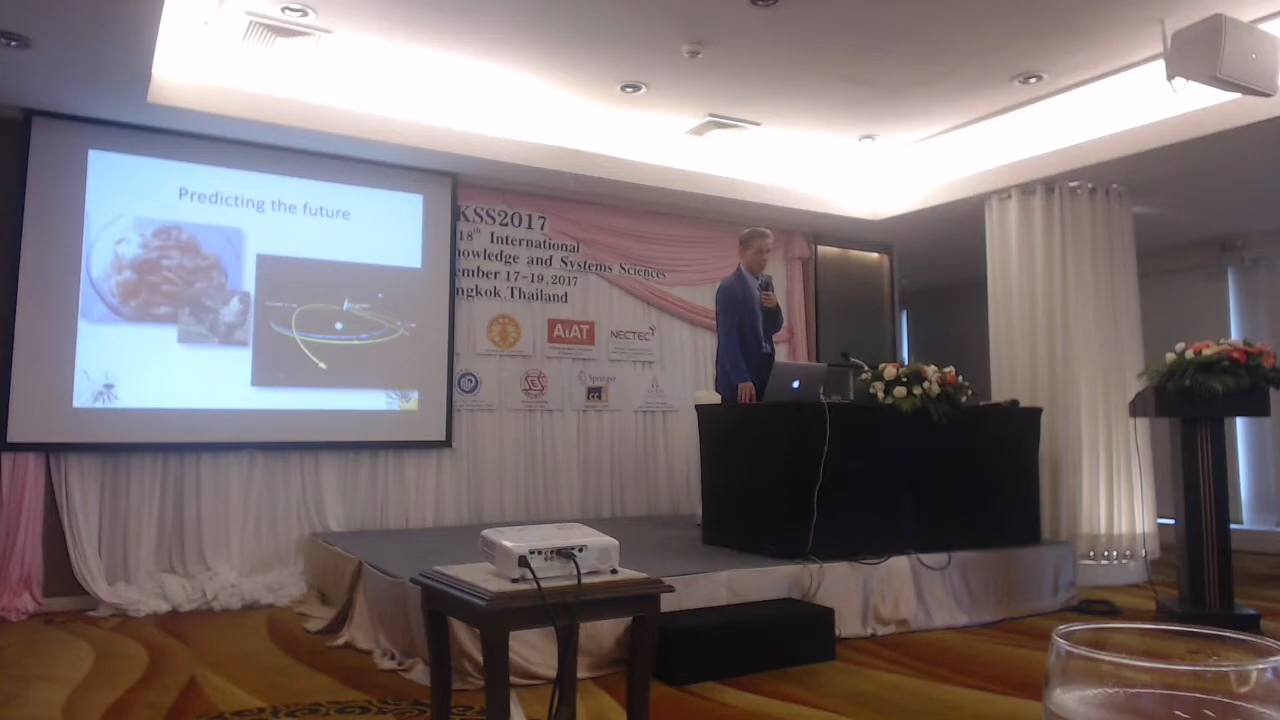 Predicting the future
KSS2017
18th International
nowledge and Systems Sciences
ember 17-19, 2017
ngkok, Thailand
AiAT
NECTEC
Springer